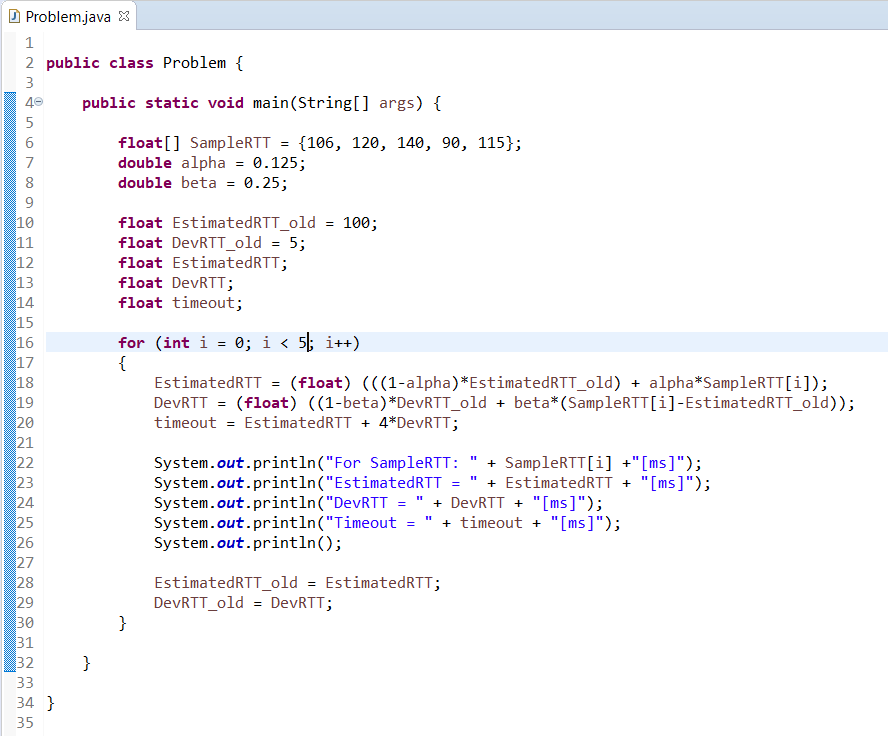 Problem.java
1
2 public class Problem {
3
4 public static void main(String[] args) {
5
6 float[] SampleRTT = {106, 120, 140, 90, 115};
7 double alpha = 0.125;
8 double beta = 0.25;
9
10 float EstimatedRTT_old = 100;
11 float DevRTT_old = 5;
12 float EstimatedRTT;
13 float DevRTT;
14 float timeout;
15
16 for (int i = 0; i < 5; i++)
17 {
18 EstimatedRTT = (float) (((1-alpha)*EstimatedRTT_old) + alpha*SampleRTT[i]);
19 DevRTT = (float) ((1-beta)*DevRTT_old + beta*(SampleRTT[i]-EstimatedRTT_old));
20 timeout = EstimatedRTT + 4*DevRTT;
21
22 System.out.println("For SampleRTT: " + SampleRTT[i] +"[ms]");
23 System.out.println("EstimatedRTT = " + EstimatedRTT + "[ms]");
24 System.out.println("DevRTT = " + DevRTT + "[ms]");
25 System.out.println("Timeout = " + timeout + "[ms]");
26 System.out.println();
27
28 EstimatedRTT_old = EstimatedRTT;
29 DevRTT_old = DevRTT;
30 }
31
32 }
33
34 }
35